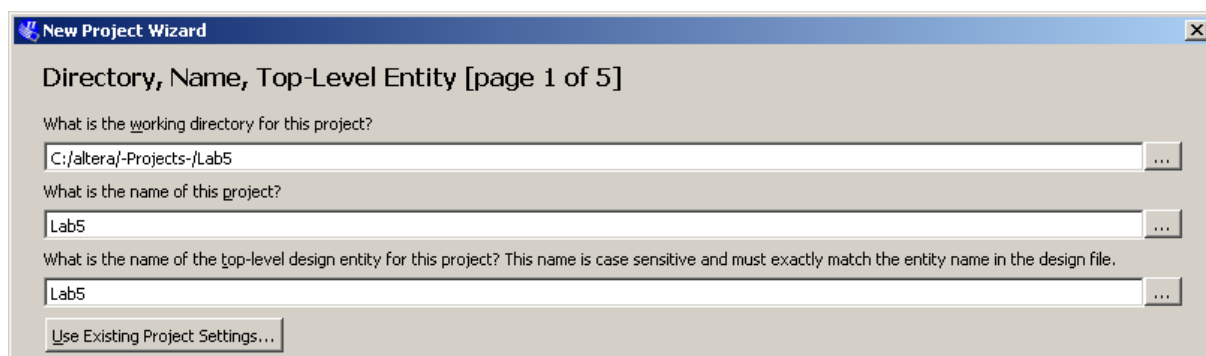 New Project Wizard
Directory, Name, Top-Level Entity [page 1 of 5]
What is the working directory for this project?
C:/altera/-Projects-/Lab5
...
What is the name of this project?
Lab5
...
What is the name of the top-level design entity for this project? This name is case sensitive and must exactly match the entity name in the design file.
Lab5
...
Use Existing Project Settings...